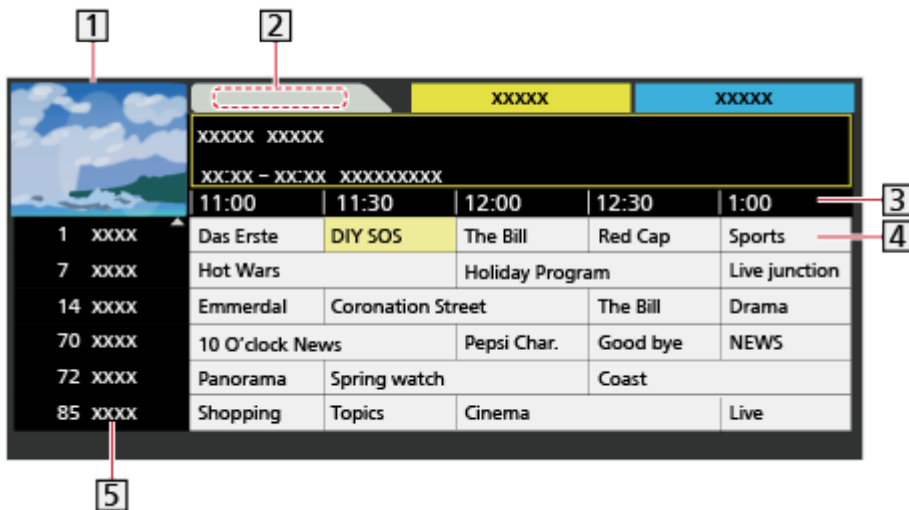 1 2
xxxxx xxxxx
xxxxx xxxxx
xx:xx – xx:xx xxxxxxxxx
11:00 11:30 12:00 12:30 1:00 3
1 xxxx Das Erste DIY SOS The Bill Red Cap Sports 4
7 xxxx Hot Wars Holiday Program Live junction
14 xxxx Emmerdal Coronation Street The Bill Drama
70 xxxx 10 O'clock News Pepsi Char. Good bye NEWS
72 xxxx Panorama Spring watch Coast
85 xxxx Shopping Topics Cinema Live
5